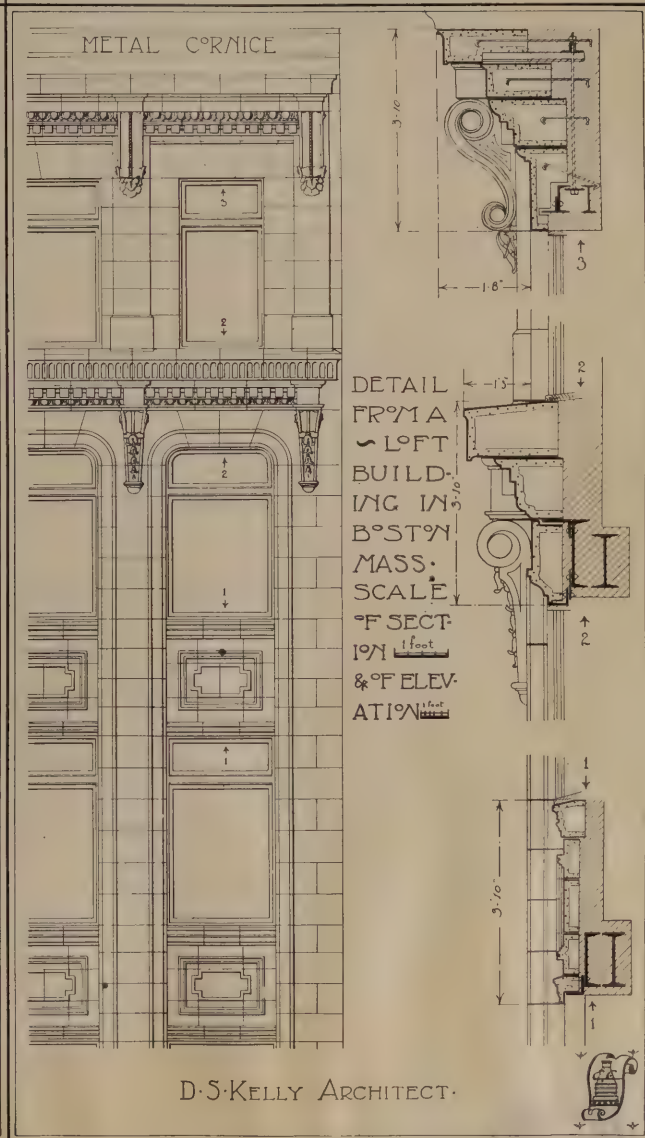 METAL CORNICE
3·10"
1·8"
3
3
2
DETAIL
FROM A
~ LOFT
BUILD-
ING IN
BOSTON
MASS·
SCALE
OF SECT-
ION 1 foot
& OF ELEV-
ATION 1 foot
2
1'5"
3·10"
2
2
1
1
1
3·10"
1
D·S·KELLY ARCHITECT·